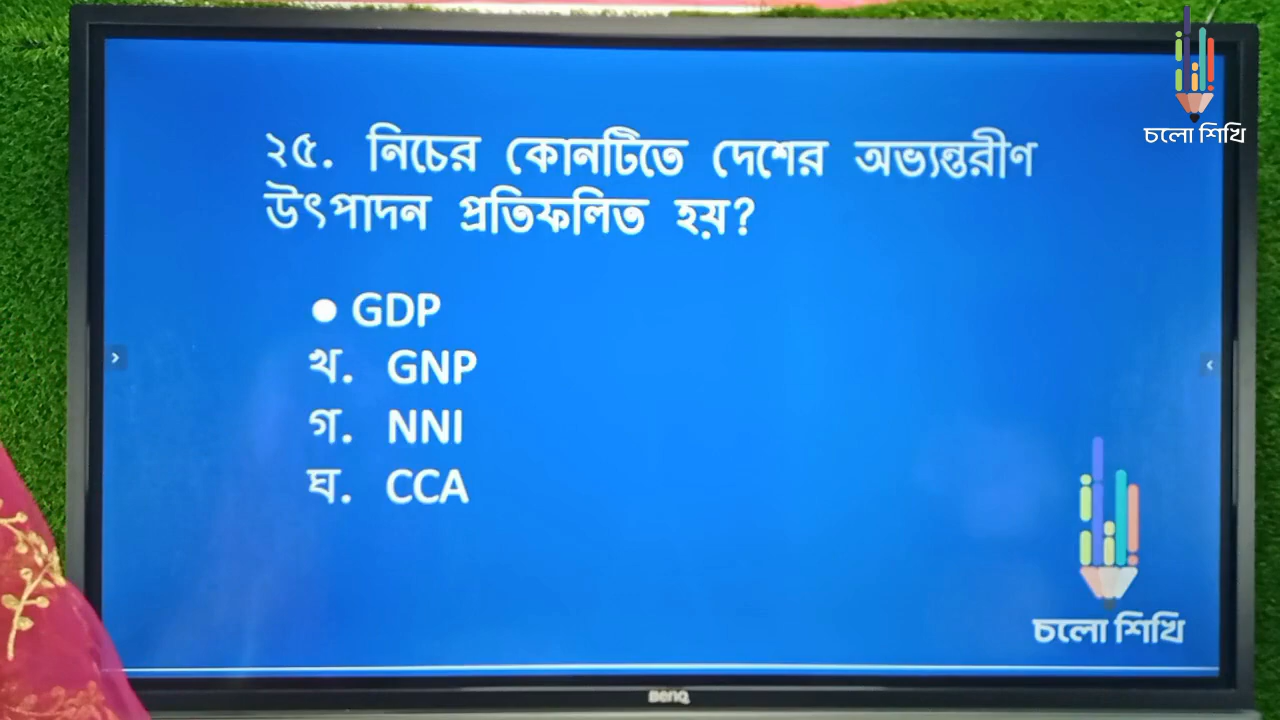 চলো শিখি
২৫. নিচের কোনটিতে দেশের অভ্যন্তরীণ
উৎপাদন প্রতিফলিত হয়?
● GDP
খ. GNP
গ. NNI
ঘ. CCA
চলো শিখি
BenQ